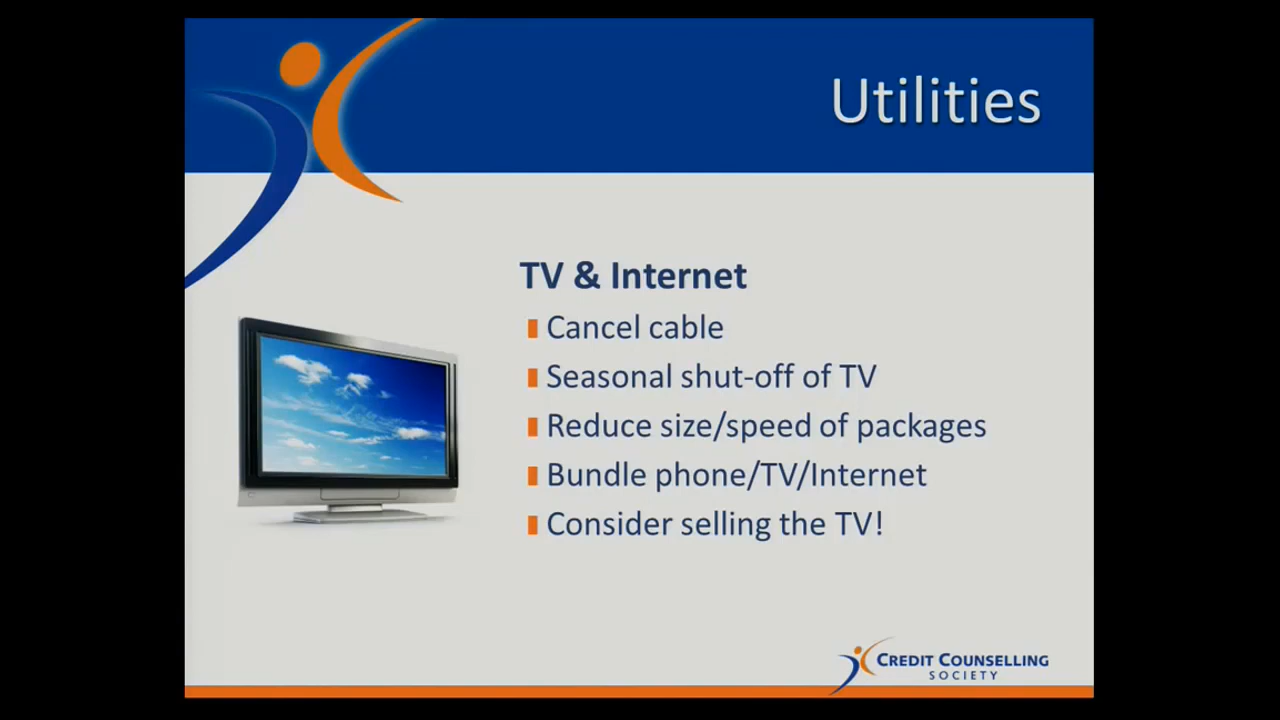 Utilities
TV & Internet
Cancel cable
Seasonal shut-off of TV
Reduce size/speed of packages
Bundle phone/TV/Internet
Consider selling the TV!
CREDIT COUNSELLING
SOCIETY